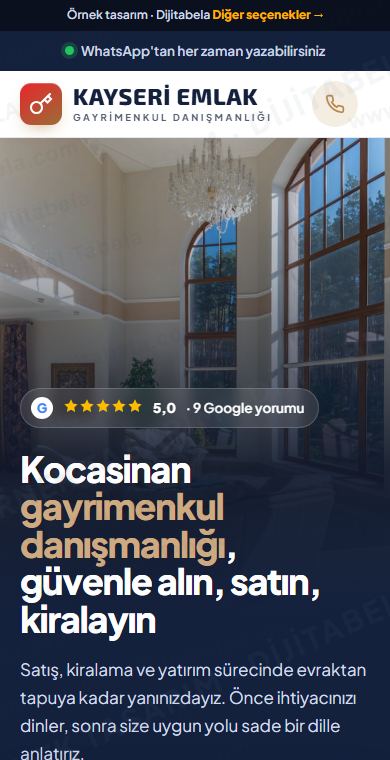 Örnek tasarım · Dijitabela Diğer seçenekler →
WhatsApp'tan her zaman yazabilirsiniz
KAYSERİ EMLAK
GAYRİMENKUL DANIŞMANLIĞI
G ★★★★★ 5,0 · 9 Google yorumu
Kocasinan
gayrimenkul
danışmanlığı,
güvenle alın, satın,
kiralayın
Satış, kiralama ve yatırım sürecinde evraktan
tapuya kadar yanınızdayız. Önce ihtiyacınızı
dinler, sonra size uygun yolu sade bir dille
anlatırız.